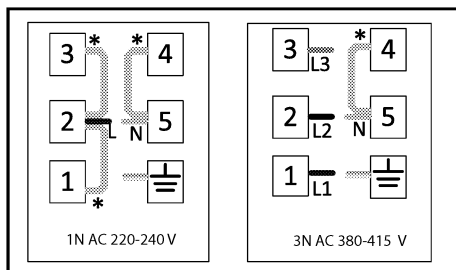 3 * * 4
2 L N 5
1 *
1N AC 220-240 V
3 L3 * 4
2 L2 N 5
1 L1
3N AC 380-415 V